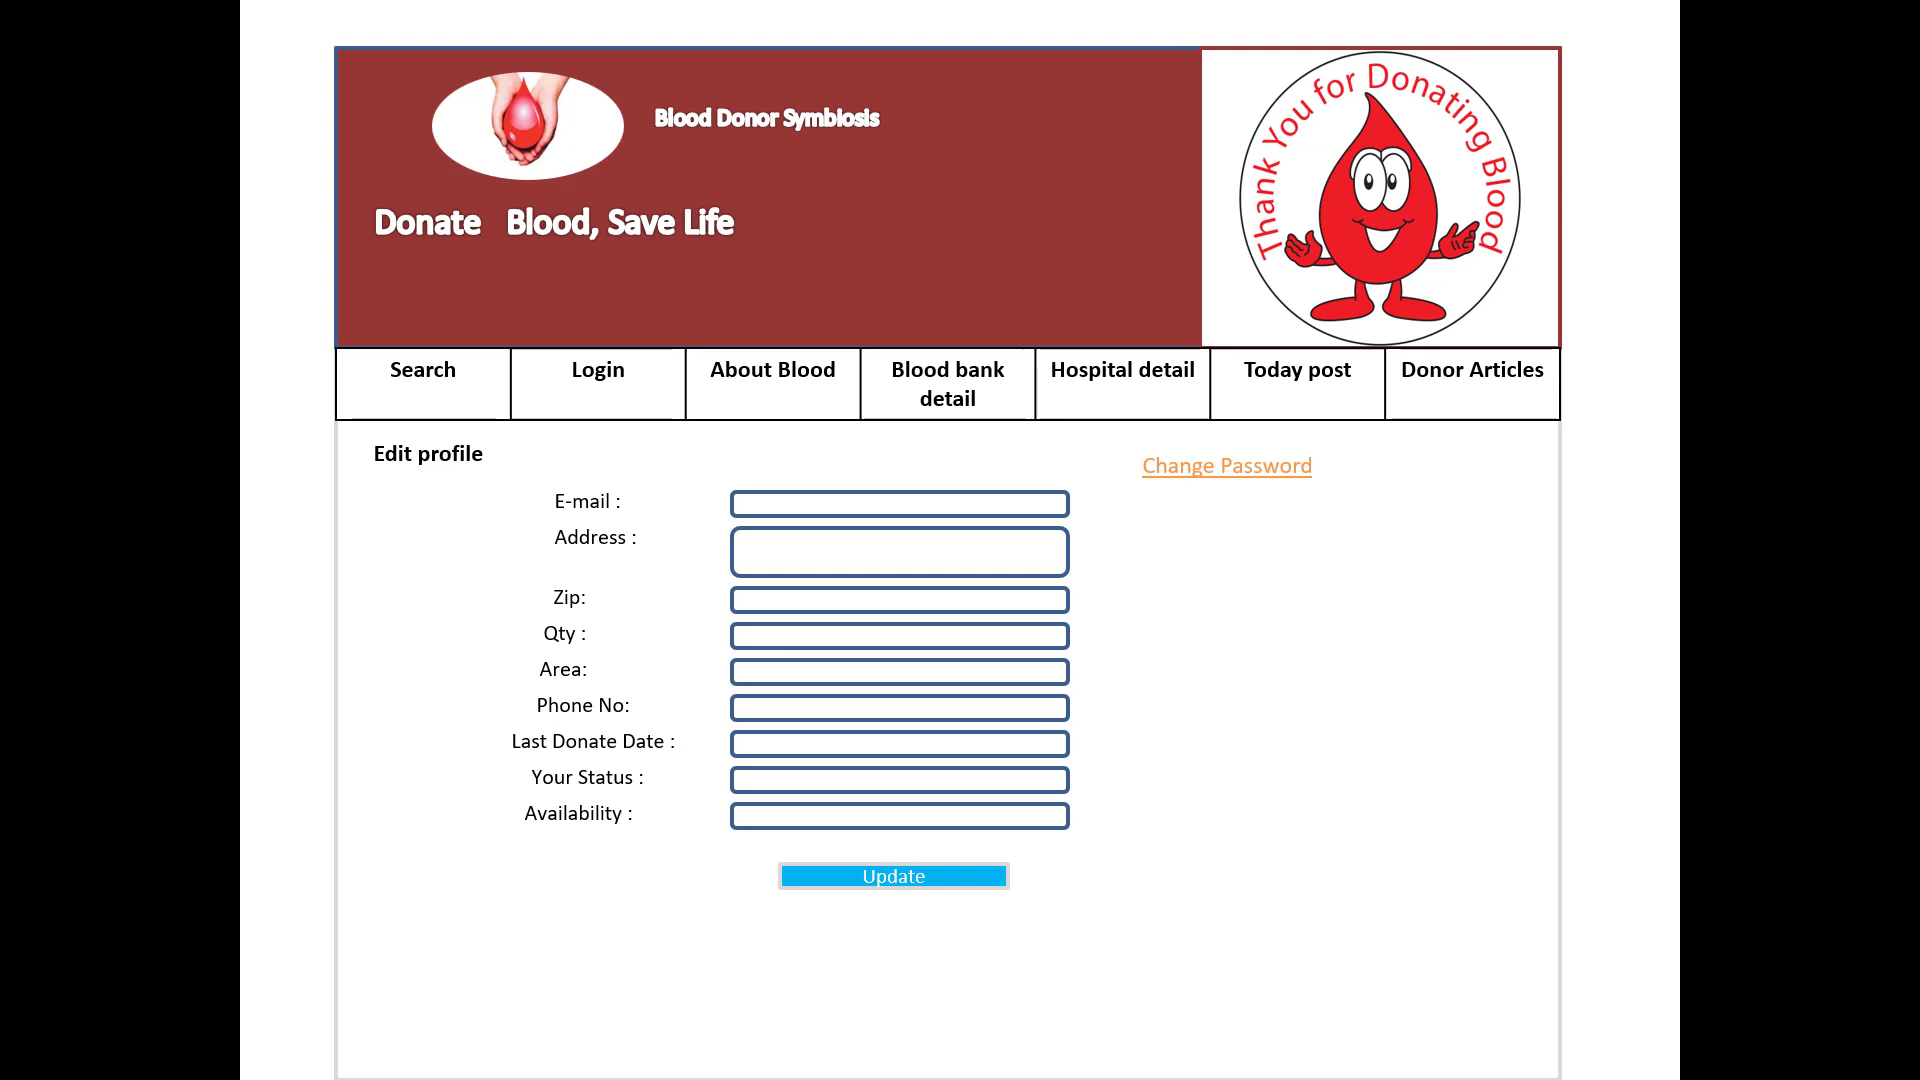 Blood Donor Symbiosis
Donate Blood, Save Life
Thank You for Donating Blood
Search
Login
About Blood
Blood bank
detail
Hospital detail
Today post
Donor Articles
Edit profile
Change Password
E-mail :
Address :
Zip:
Qty :
Area:
Phone No:
Last Donate Date :
Your Status :
Availability :
Update